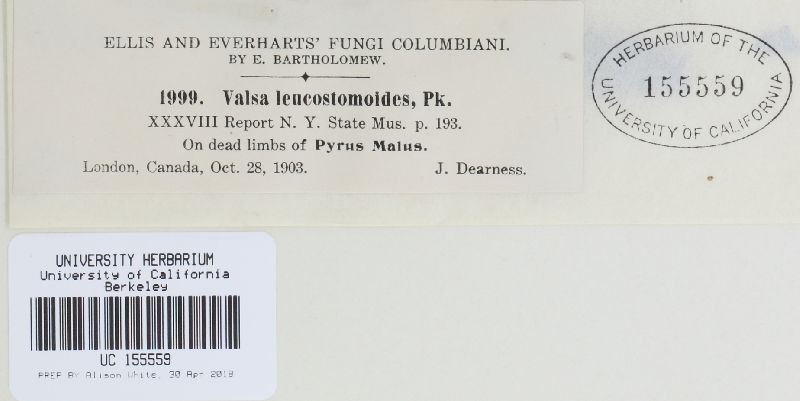 ELLIS AND EVERHARTS' FUNGI COLUMBIANI.
BY E. BARTHOLOMEW.
1999. Valsa leucostomoides, Pk.
XXXVIII Report N. Y. State Mus. p. 193.
On dead limbs of Pyrus Malus.
London, Canada, Oct. 28, 1903. J. Dearness.
HERBARIUM OF THE
155559
UNIVERSITY OF CALIFORNIA
UNIVERSITY HERBARIUM
University of California
Berkeley
UC 155559
PREP BY Alison White, 30 Apr 2018